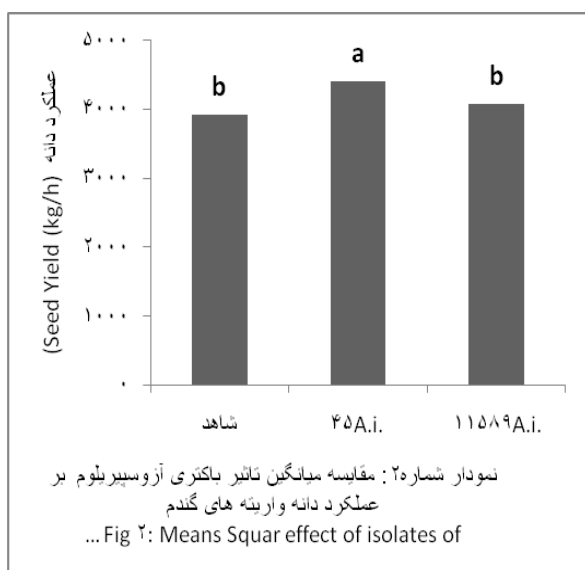 عملکرد دانه (Seed Yield (kg/h)
۵۰۰۰
۴۰۰۰
۳۰۰۰
۲۰۰۰
۱۰۰۰
۰
b
a
b
شاهد
۴۵A.i.
۱۱۵۸۹A.i.
نمودار شماره۲: مقایسه میانگین تاثیر باکتری آزوسپیریلوم بر
عملکرد دانه واریته های گندم
...Fig ۲: Means Squar effect of isolates of